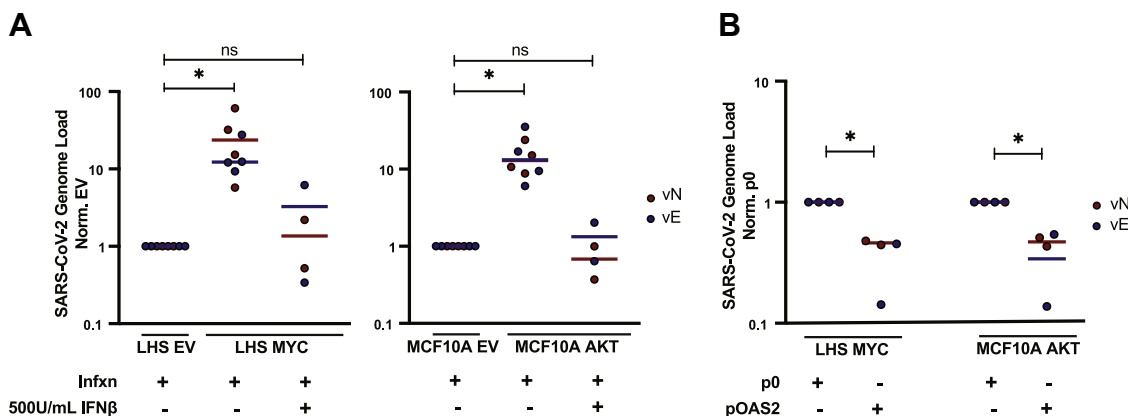 A
B
ns
ns
*
*
100
10
1
0.1
SARS-CoV-2 Genome Load
Norm. EV
100
10
1
0.1
vN
vE
LHS EV
LHS MYC
MCF10A EV
MCF10A AKT
Infxn
+ + +
+ + +
500U/mL IFNβ
- - +
- - +
10
1
0.1
SARS-CoV-2 Genome Load
Norm. p0
*
*
vN
vE
LHS MYC
MCF10A AKT
p0
+ - + -
pOAS2
- + - +